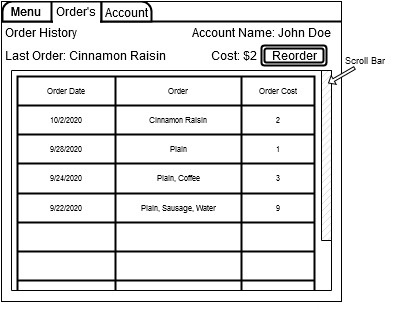 Menu Order's Account
Order History Account Name: John Doe
Last Order: Cinnamon Raisin Cost: $2 Reorder
Scroll Bar
Order Date Order Order Cost
10/2/2020 Cinnamon Raisin 2
9/28/2020 Plain 1
9/24/2020 Plain, Coffee 3
9/22/2020 Plain, Sausage, Water 9